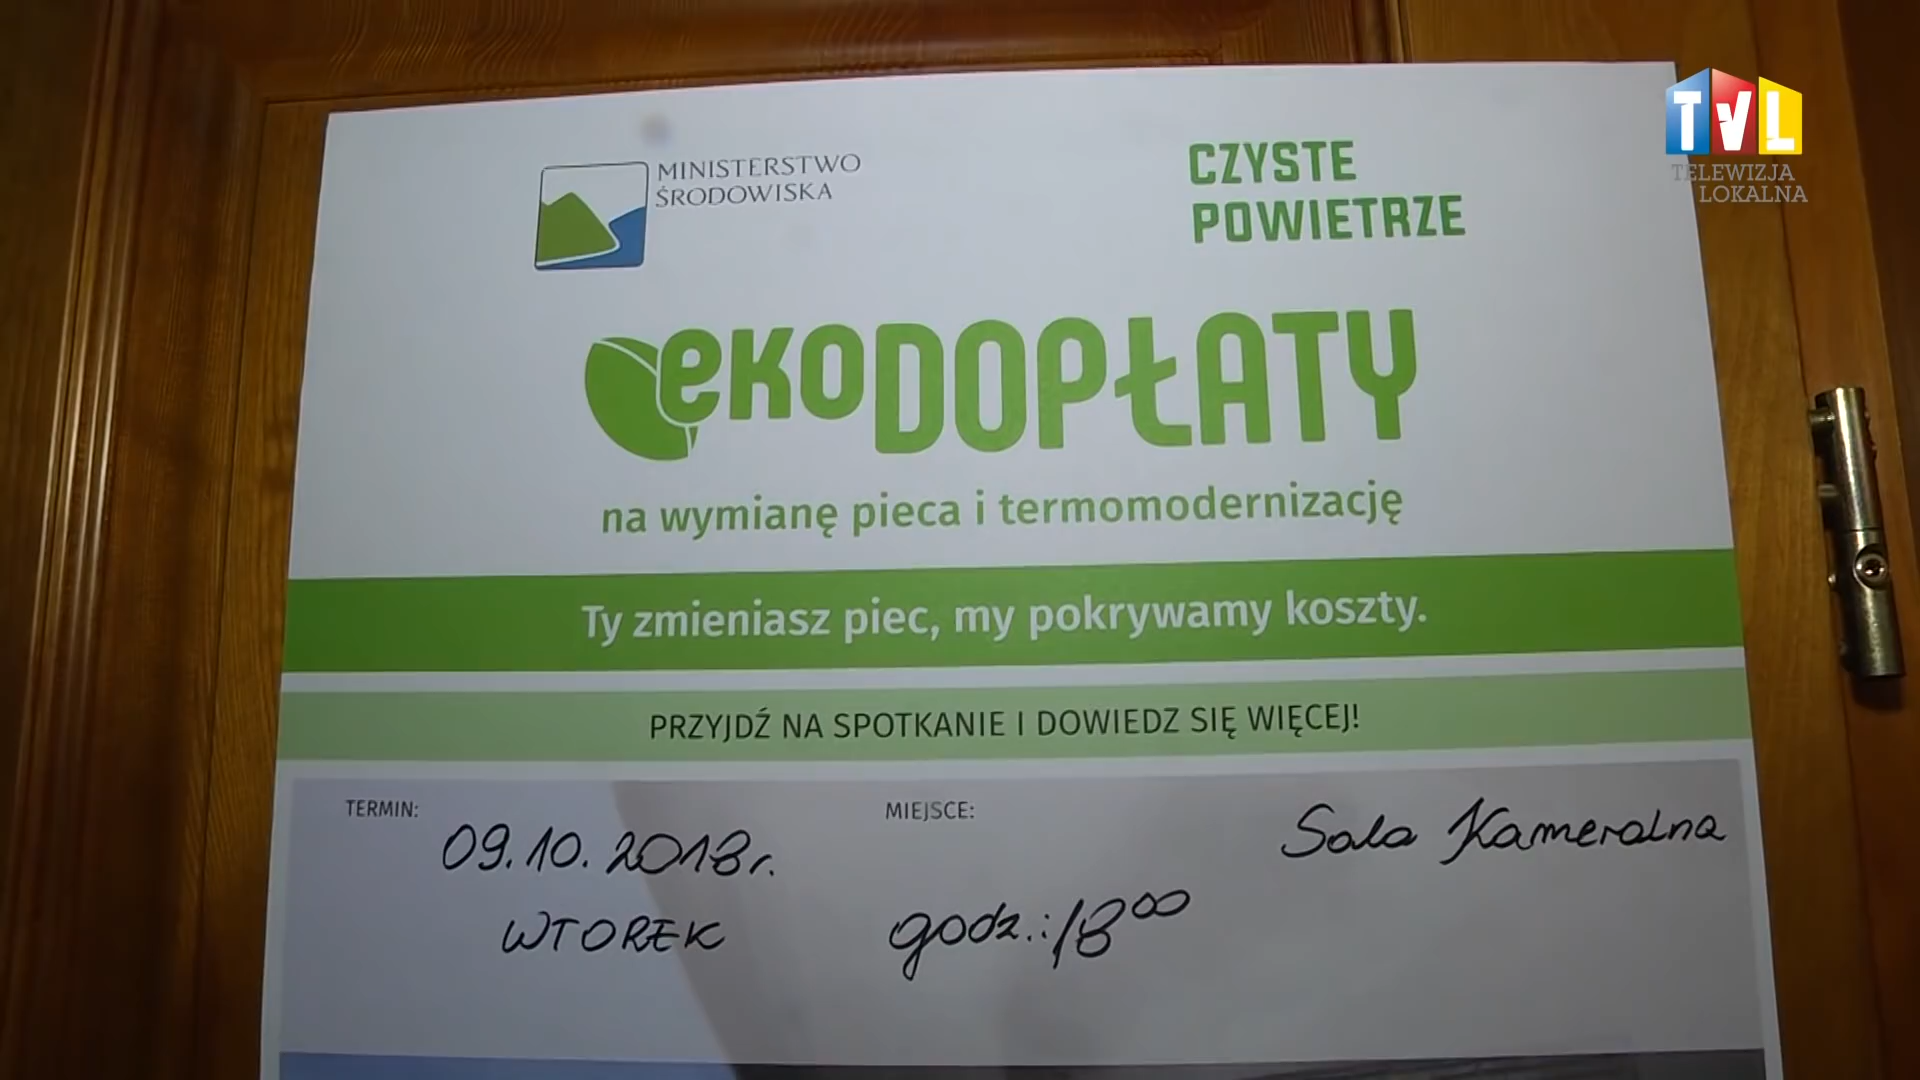 TVL
TELEWIZJA
LOKALNA
MINISTERSTWO
ŚRODOWISKA
CZYSTE
POWIETRZE
ekoDOPŁATY
na wymianę pieca i termomodernizację
Ty zmieniasz piec, my pokrywamy koszty.
PRZYJDŹ NA SPOTKANIE I DOWIEDZ SIĘ WIĘCEJ!
TERMIN:
09.10.2018r.
WTOREK
MIEJSCE:
Sala Kameralna
godz.: 18⁰⁰